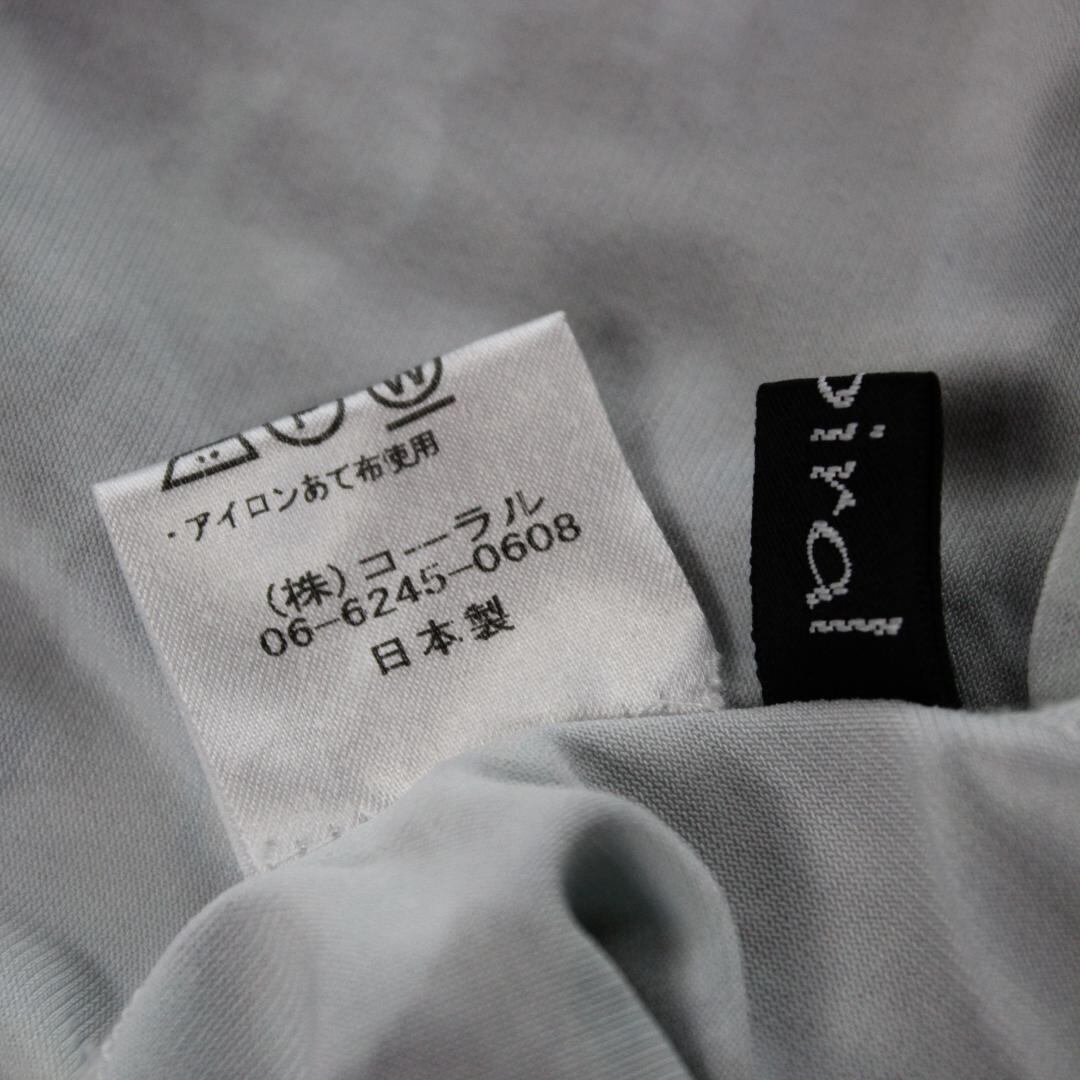 ・アイロンあて布使用
(株)コーラル
06-6245-0608
日本製
iral